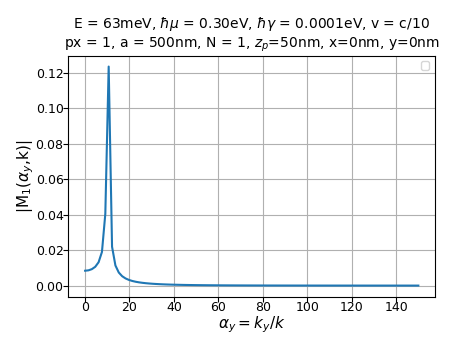 E = 63meV, ℏμ = 0.30eV, ℏγ = 0.0001eV, v = c/10
px = 1, a = 500nm, N = 1, z_p=50nm, x=0nm, y=0nm
|M₁(α_y,k)|
0.12
0.10
0.08
0.06
0.04
0.02
0.00
0 20 40 60 80 100 120 140
α_y = k_y/k